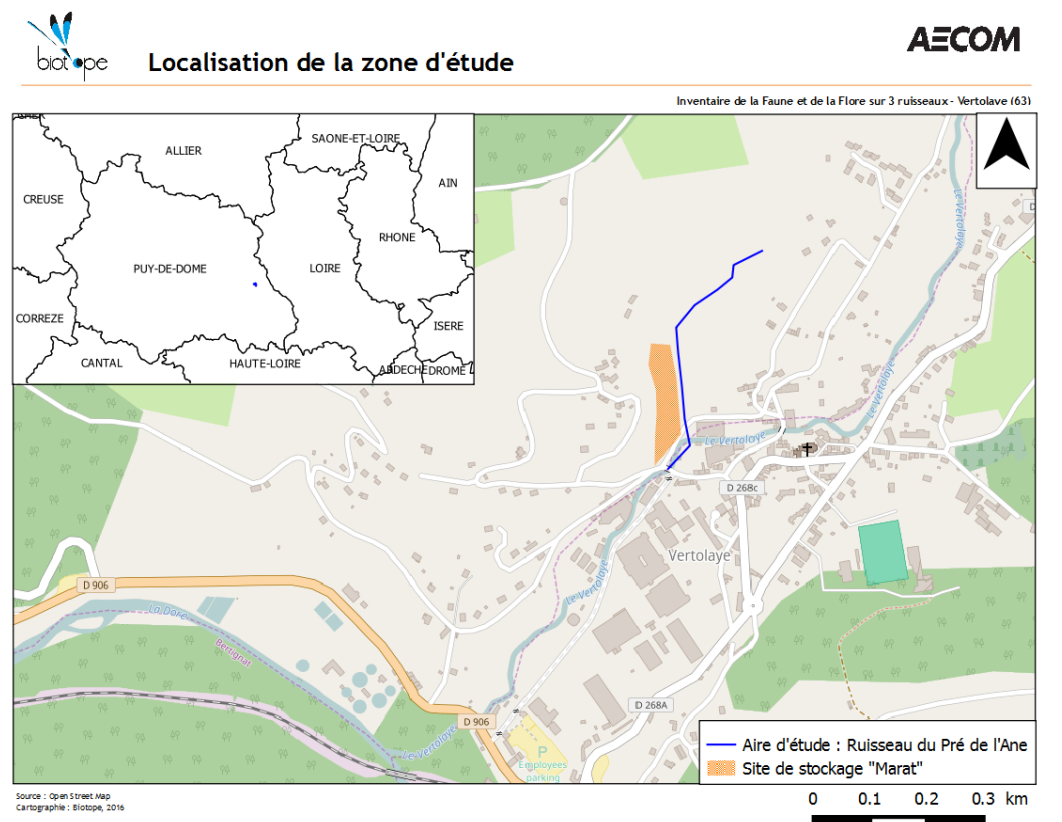 biotope
Localisation de la zone d'étude
AECOM
Inventaire de la Faune et de la Flore sur 3 ruisseaux - Vertolaye (63)
ALLIER
SAONE-ET-LOIRE
CREUSE
AIN
RHONE
PUY-DE-DOME
LOIRE
CORREZE
ISERE
CANTAL
HAUTE-LOIRE
ARDECHE
DROME
Le Vertolaye
Le Vertolaye
Le Vertolaye
D 268c
Vertolaye
Le Vertolaye
D 906
La Dore
Bertignat
D 268A
D 906
Le Vertolaye
P
Employees
parking
Aire d'étude : Ruisseau du Pré de l'Ane
Site de stockage "Marat"
Source : Open Street Map
Cartographie : Biotope, 2016
0 0.1 0.2 0.3 km